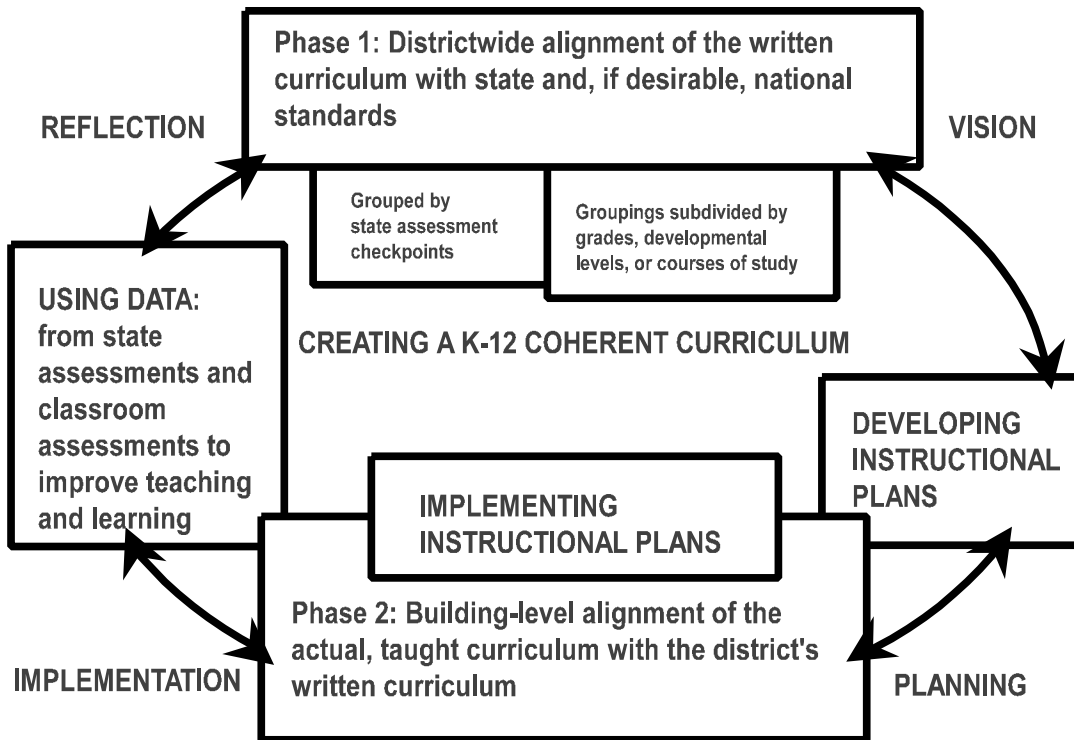 Phase 1: Districtwide alignment of the written
curriculum with state and, if desirable, national
standards
REFLECTION
VISION
Grouped by
state assessment
checkpoints
Groupings subdivided by
grades, developmental
levels, or courses of study
USING DATA:
from state
assessments and
classroom
assessments to
improve teaching
and learning
CREATING A K-12 COHERENT CURRICULUM
DEVELOPING
INSTRUCTIONAL
PLANS
IMPLEMENTING
INSTRUCTIONAL PLANS
Phase 2: Building-level alignment of the
actual, taught curriculum with the district's
written curriculum
IMPLEMENTATION
PLANNING